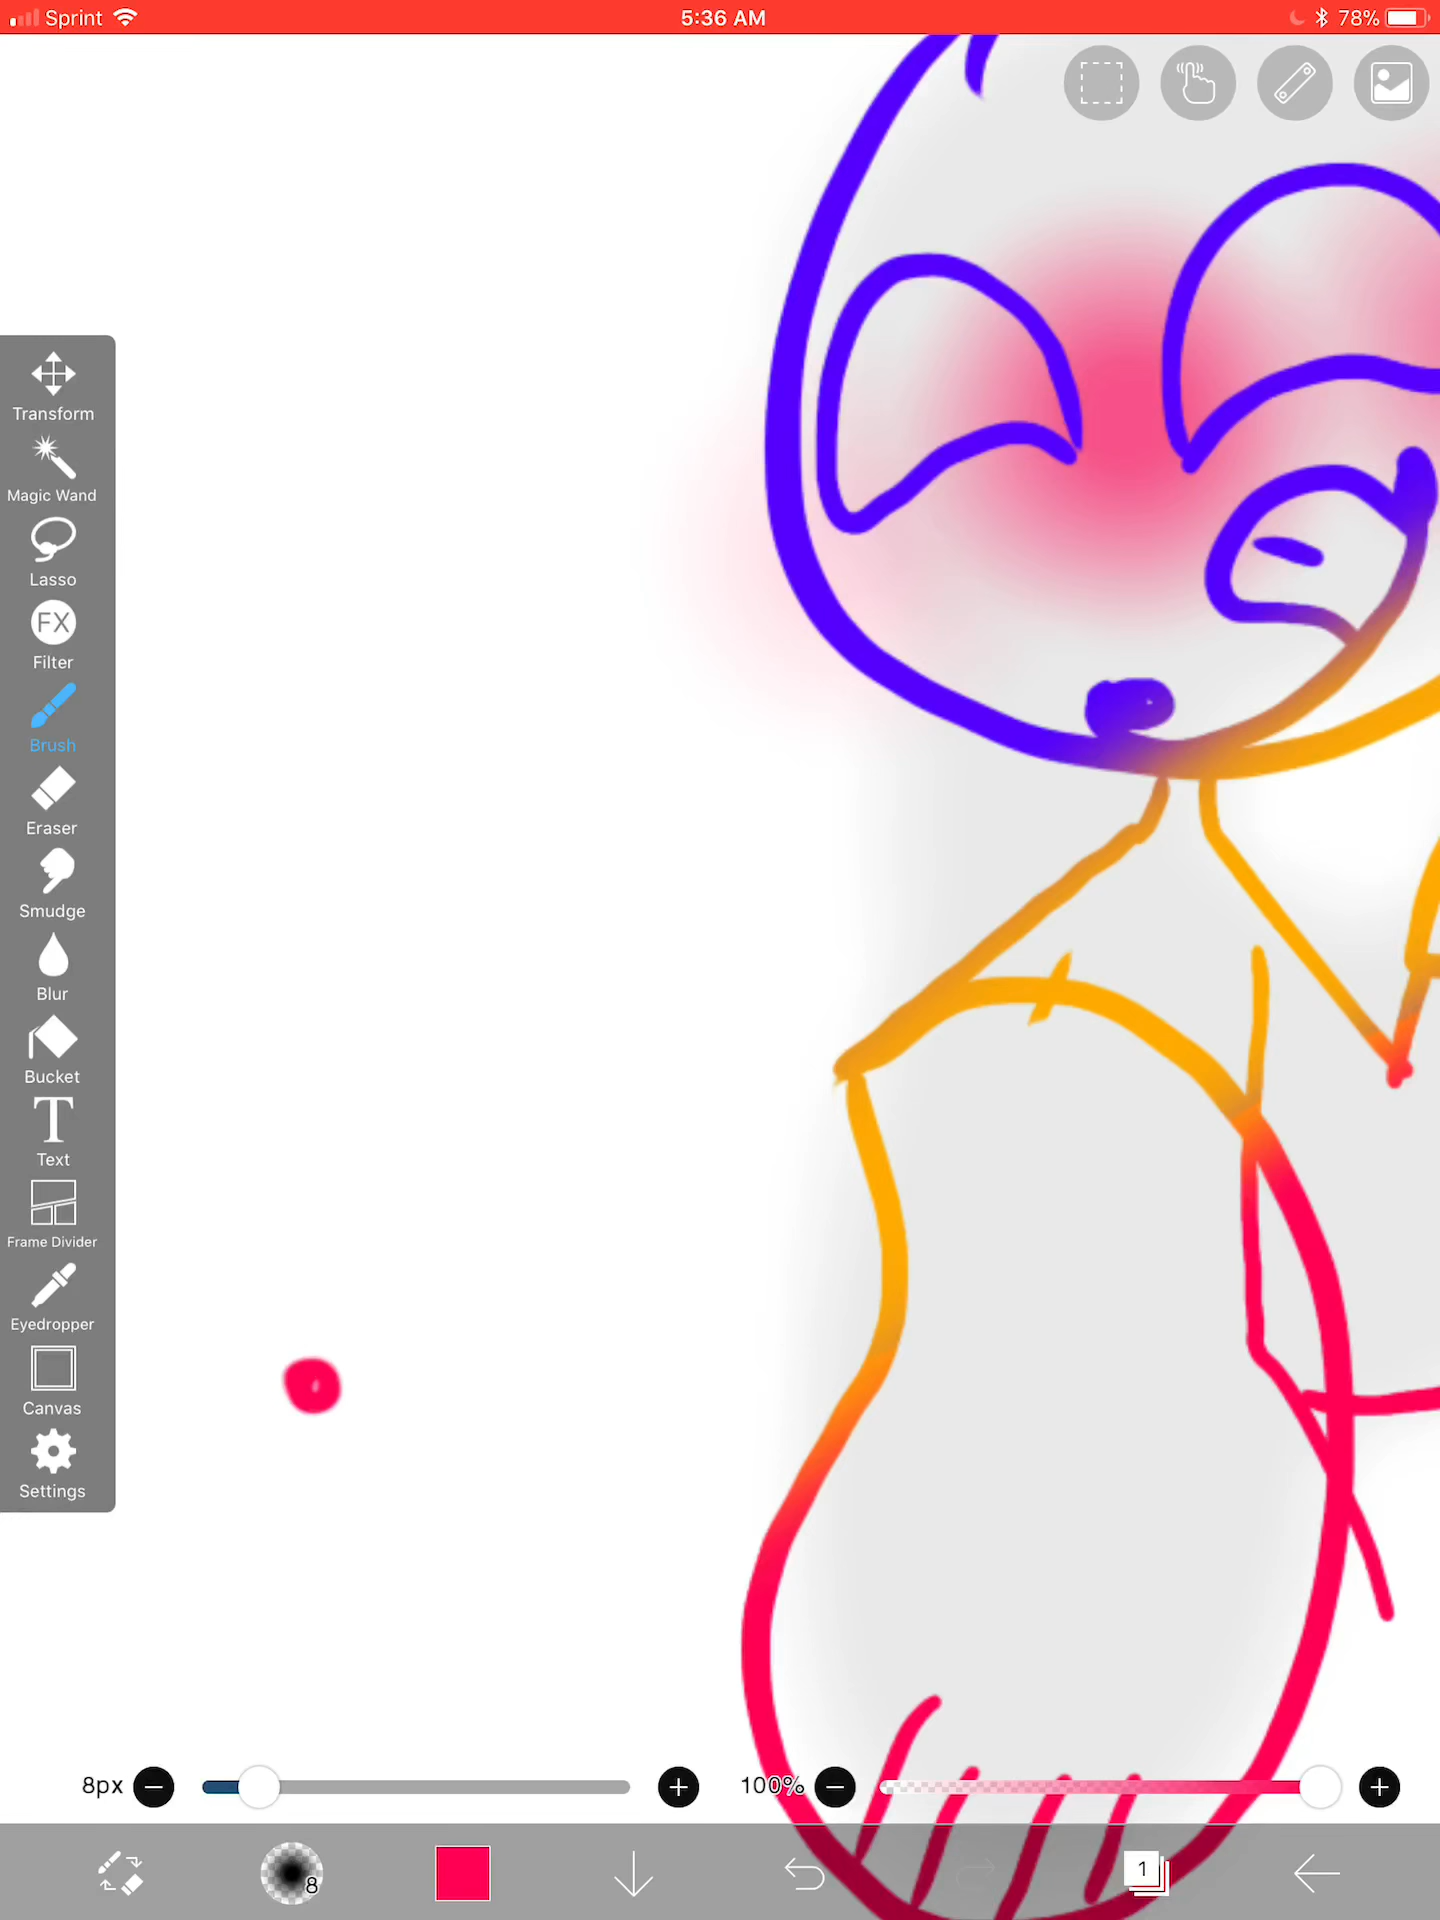 Sprint 5:36 AM 78%
Transform
Magic Wand
Lasso
FX
Filter
Brush
Eraser
Smudge
Blur
Bucket
T
Text
Frame Divider
Eyedropper
Canvas
Settings
8px 100%
8 1